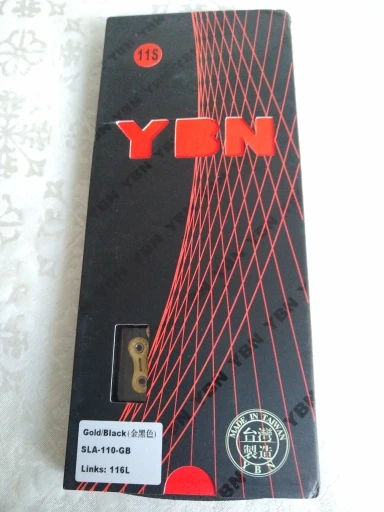 11S
YBN
Gold/Black(金黑色)
SLA-110-GB
Links: 116L
MADE IN TAIWAN
台灣
製造
YBN